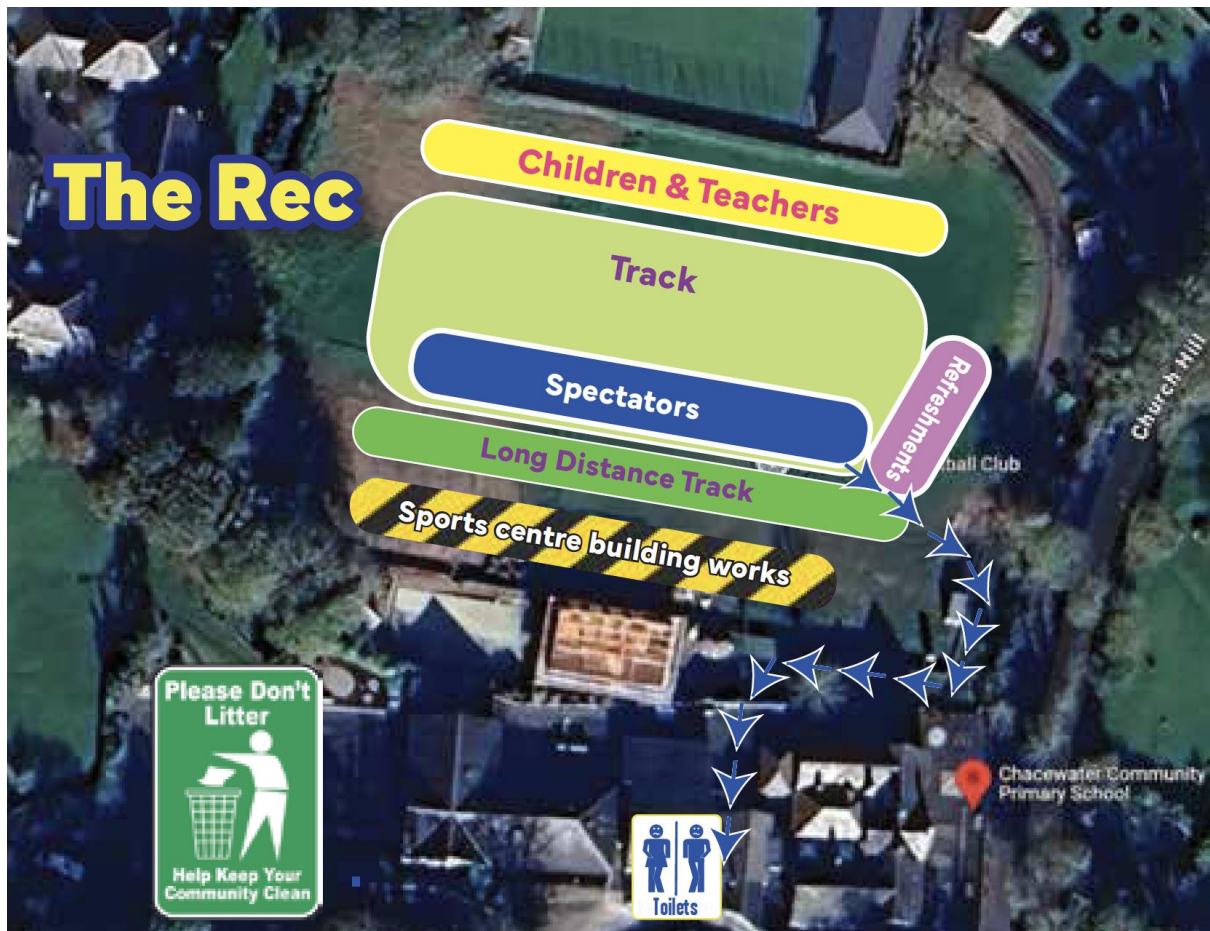 The Rec
Children & Teachers
Track
Spectators
Refreshments
Church Hill
ball Club
Long Distance Track
Sports centre building works
Please Don't
Litter
Help Keep Your
Community Clean
Chacewater Community
Primary School
Toilets